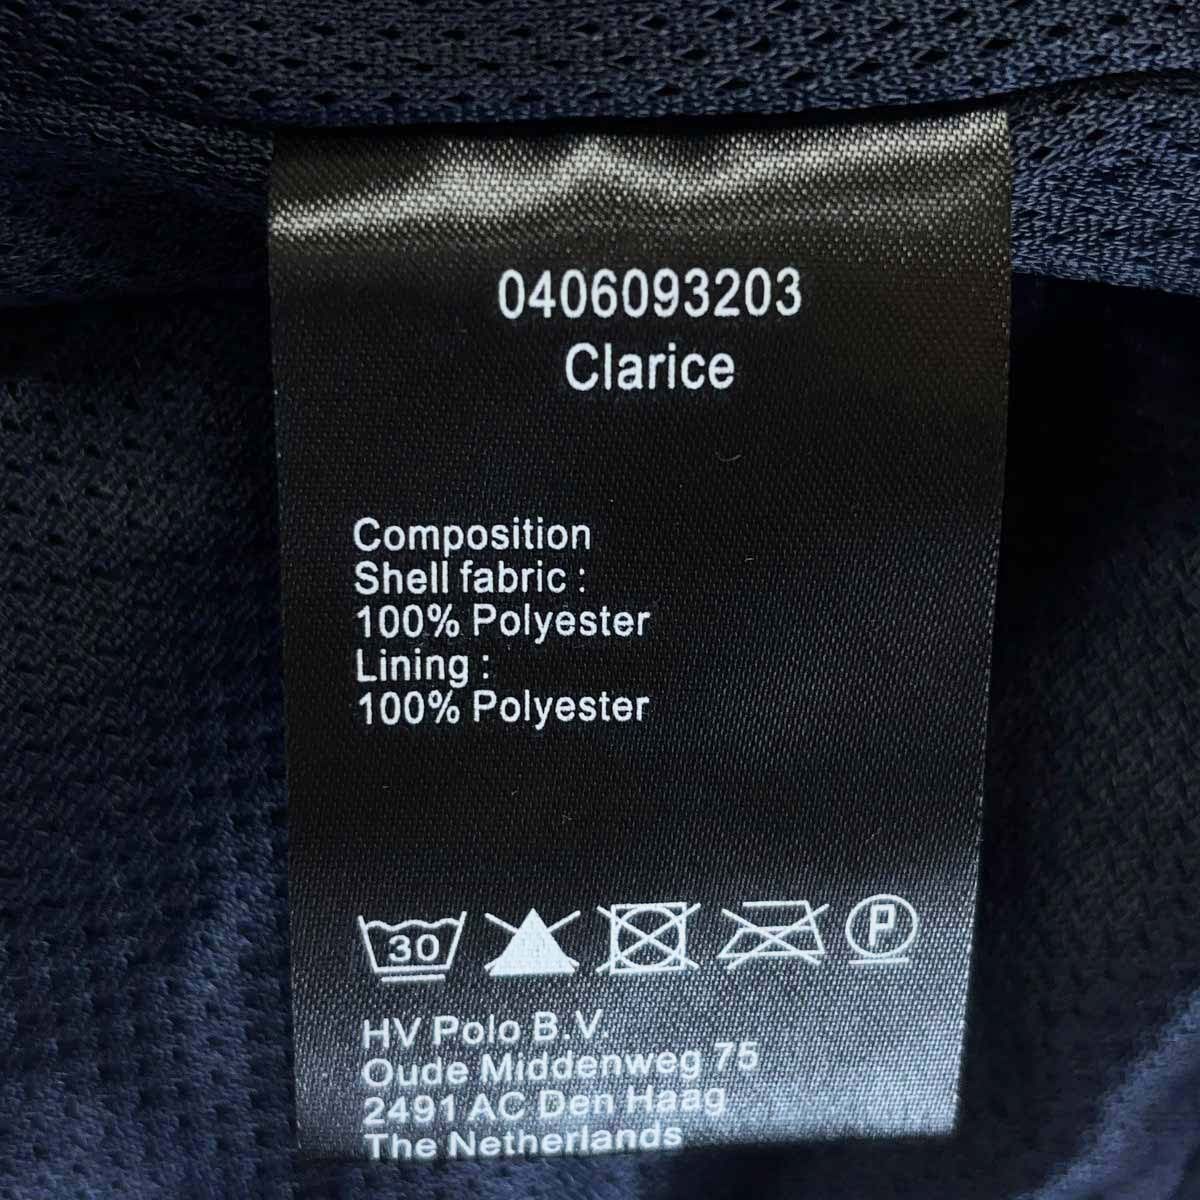 0406093203
Clarice
Composition
Shell fabric :
100% Polyester
Lining :
100% Polyester
30 P
HV Polo B.V.
Oude Middenweg 75
2491 AC Den Haag
The Netherlands